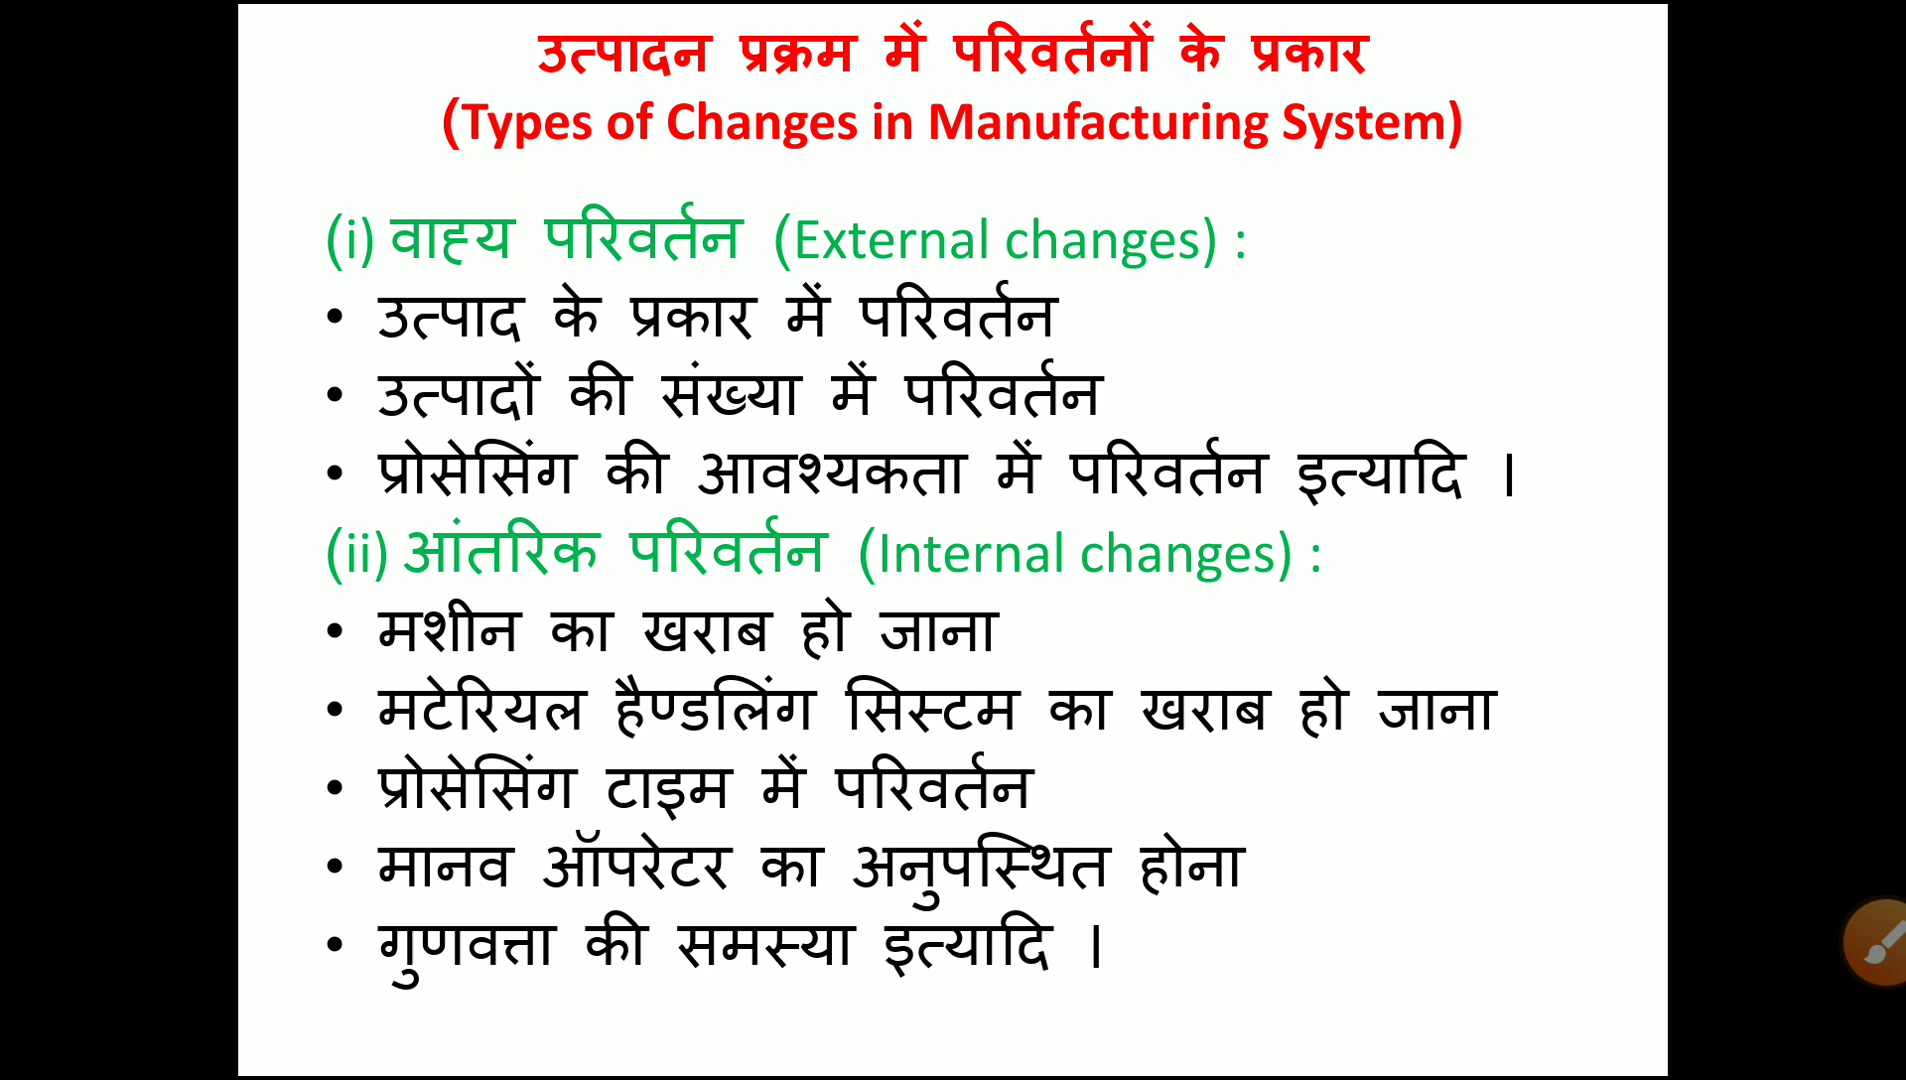 उत्पादन प्रक्रम में परिवर्तनों के प्रकार
(Types of Changes in Manufacturing System)
(i) वाह्य परिवर्तन (External changes) :
• उत्पाद के प्रकार में परिवर्तन
• उत्पादों की संख्या में परिवर्तन
• प्रोसेसिंग की आवश्यकता में परिवर्तन इत्यादि ।
(ii) आंतरिक परिवर्तन (Internal changes) :
• मशीन का खराब हो जाना
• मटेरियल हैण्डलिंग सिस्टम का खराब हो जाना
• प्रोसेसिंग टाइम में परिवर्तन
• मानव ऑपरेटर का अनुपस्थित होना
• गुणवत्ता की समस्या इत्यादि ।